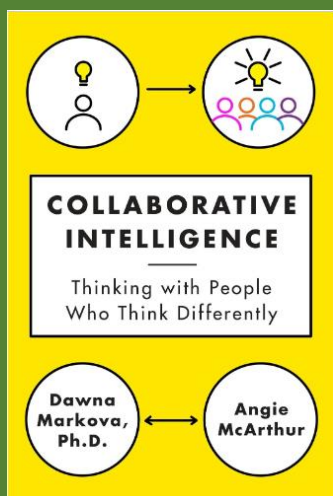 COLLABORATIVE
INTELLIGENCE
Thinking with People
Who Think Differently
Dawna
Markova,
Ph.D.
Angie
McArthur